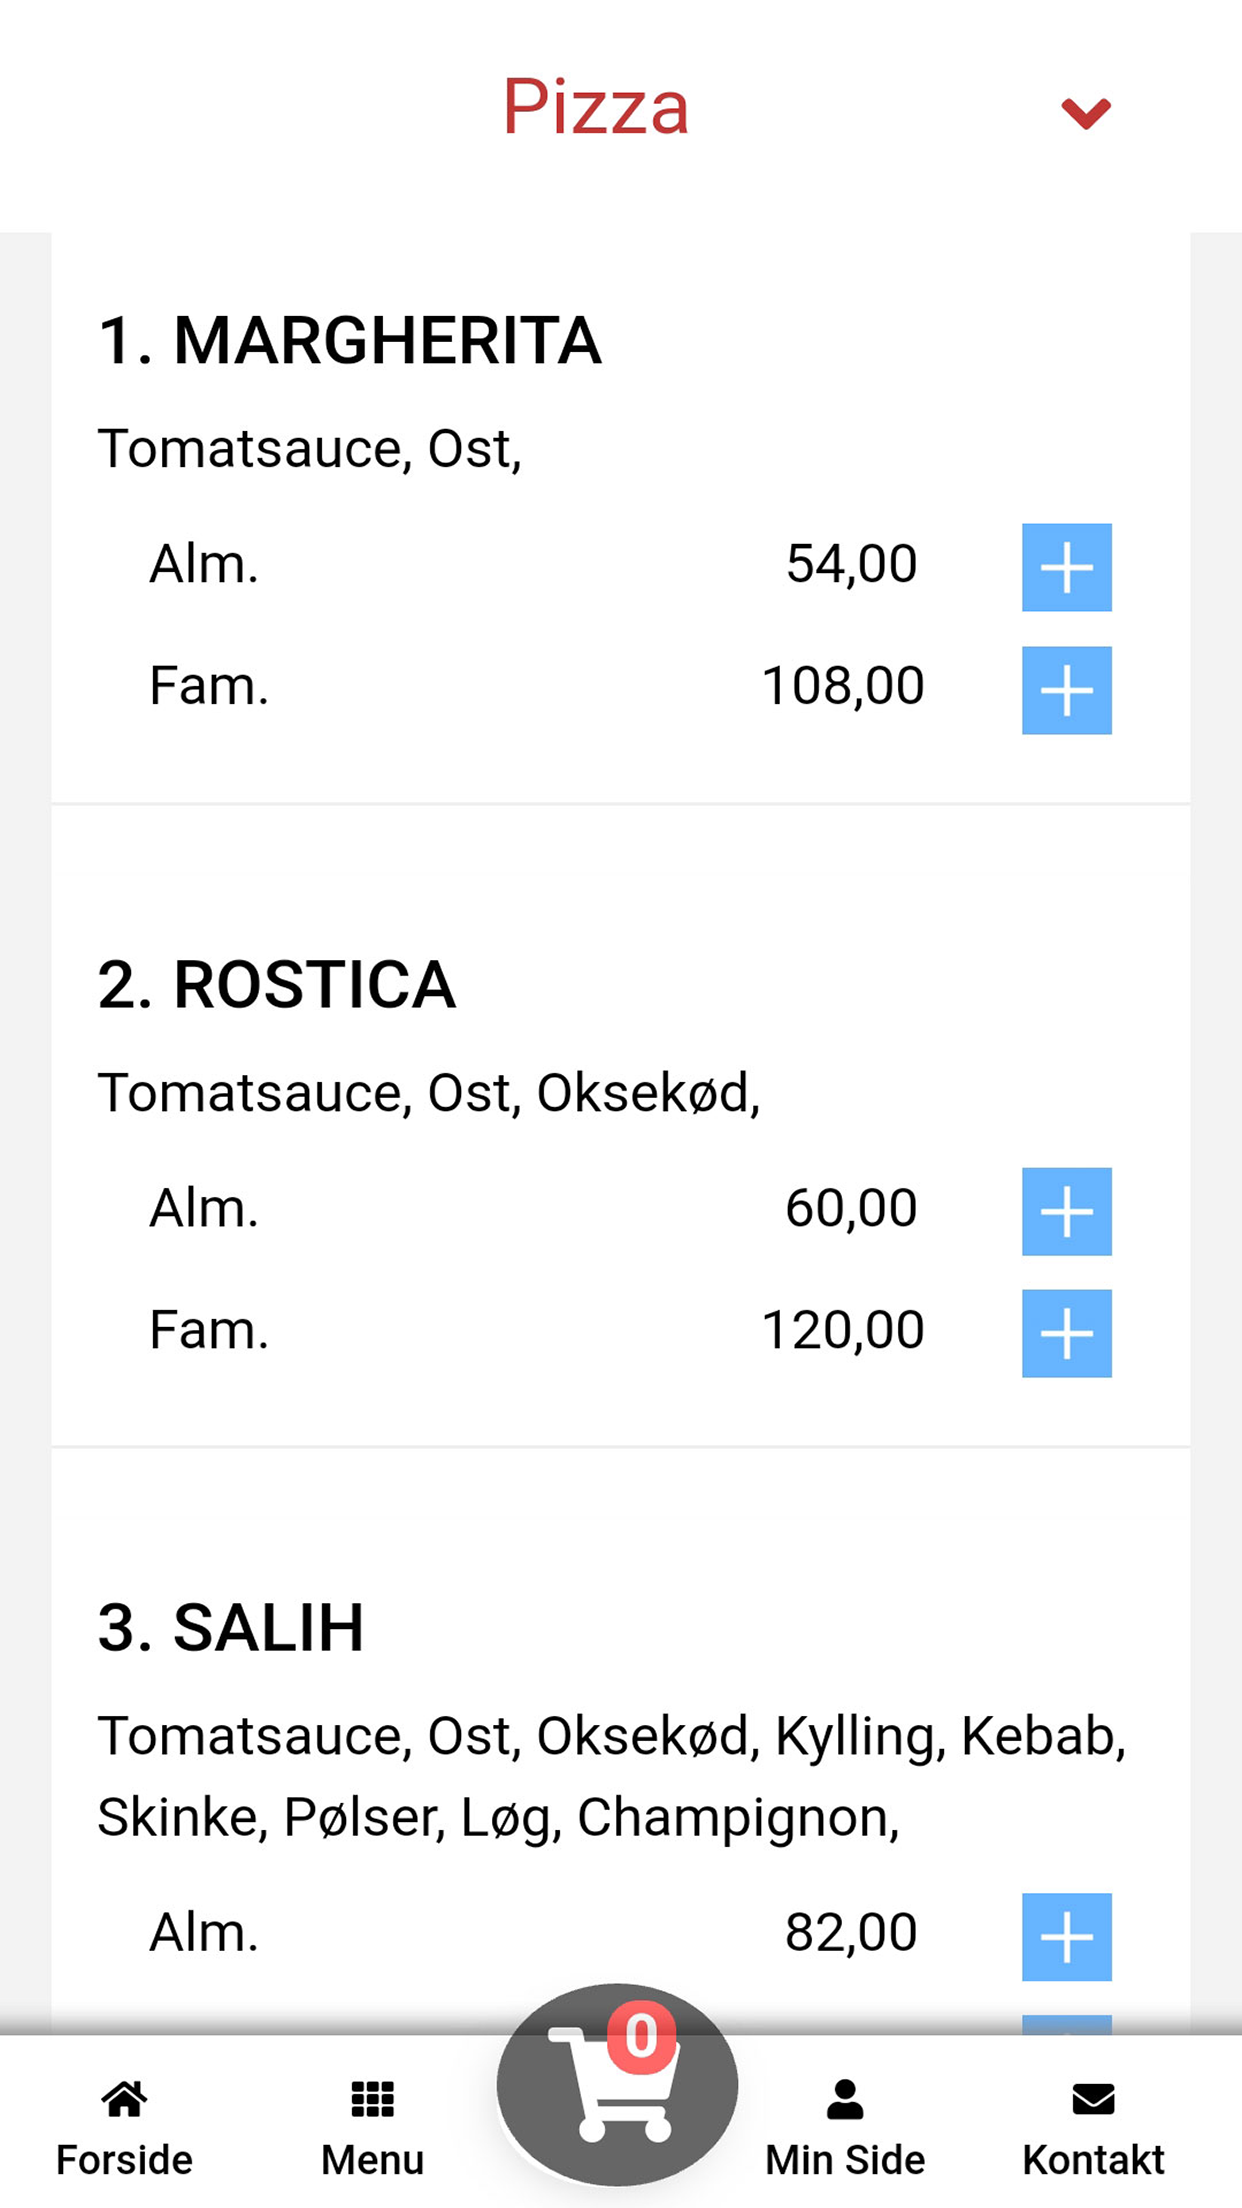 Pizza
1. MARGHERITA
Tomatsauce, Ost,
Alm. 54,00
Fam. 108,00
2. ROSTICA
Tomatsauce, Ost, Oksekød,
Alm. 60,00
Fam. 120,00
3. SALIH
Tomatsauce, Ost, Oksekød, Kylling, Kebab,
Skinke, Pølser, Løg, Champignon,
Alm. 82,00
0
Forside Menu Min Side Kontakt